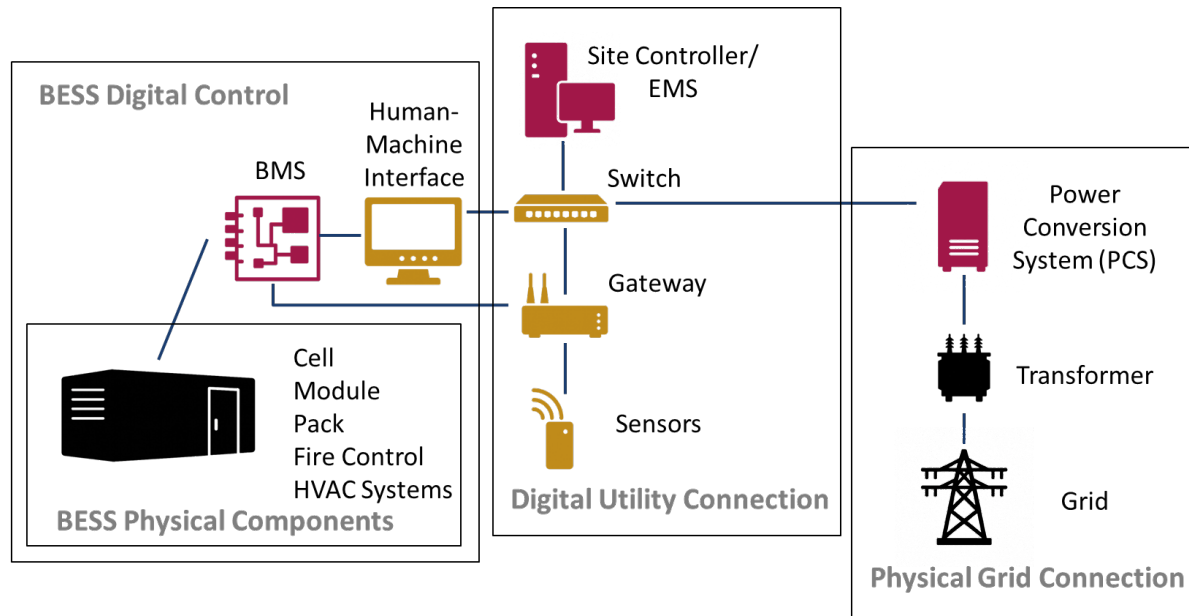 BESS Digital Control
BMS
Human-
Machine
Interface
Cell
Module
Pack
Fire Control
HVAC Systems
BESS Physical Components
Site Controller/
EMS
Switch
Gateway
Sensors
Digital Utility Connection
Power
Conversion
System (PCS)
Transformer
Grid
Physical Grid Connection